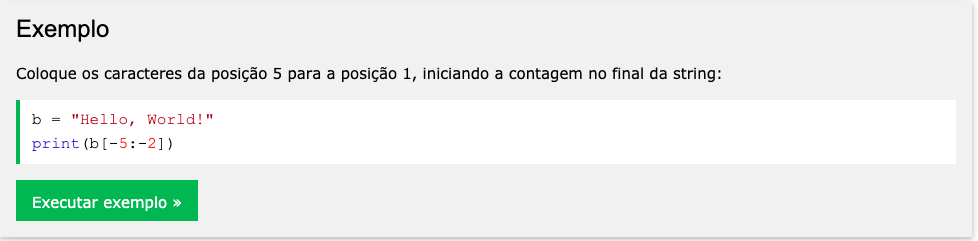 Exemplo
Coloque os caracteres da posição 5 para a posição 1, iniciando a contagem no final da string:
b = "Hello, World!"
print(b[-5:-2])
Executar exemplo »